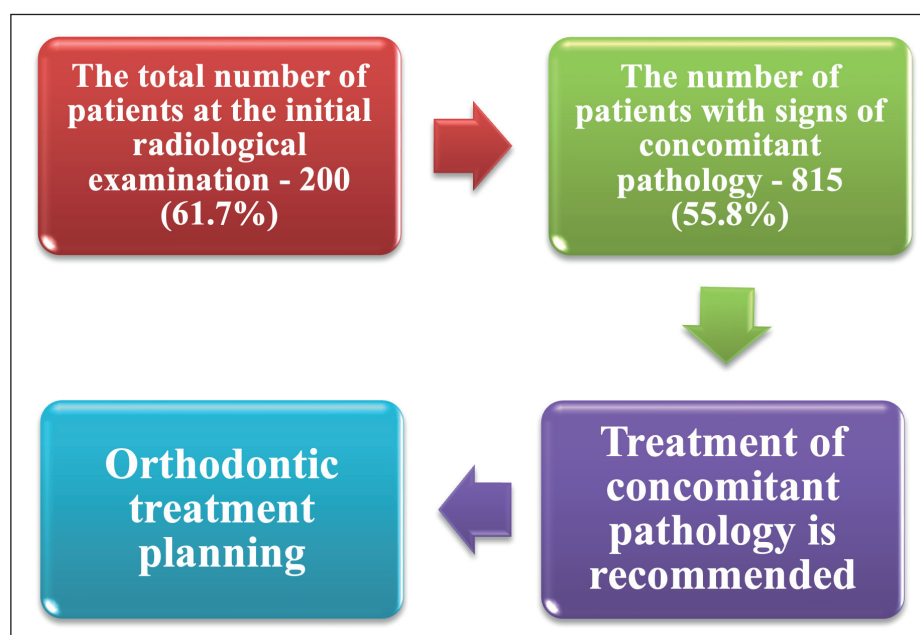 The total number of
patients at the initial
radiological
examination - 200
(61.7%)
The number of
patients with signs of
concomitant
pathology - 815
(55.8%)
Treatment of
concomitant
pathology is
recommended
Orthodontic
treatment
planning